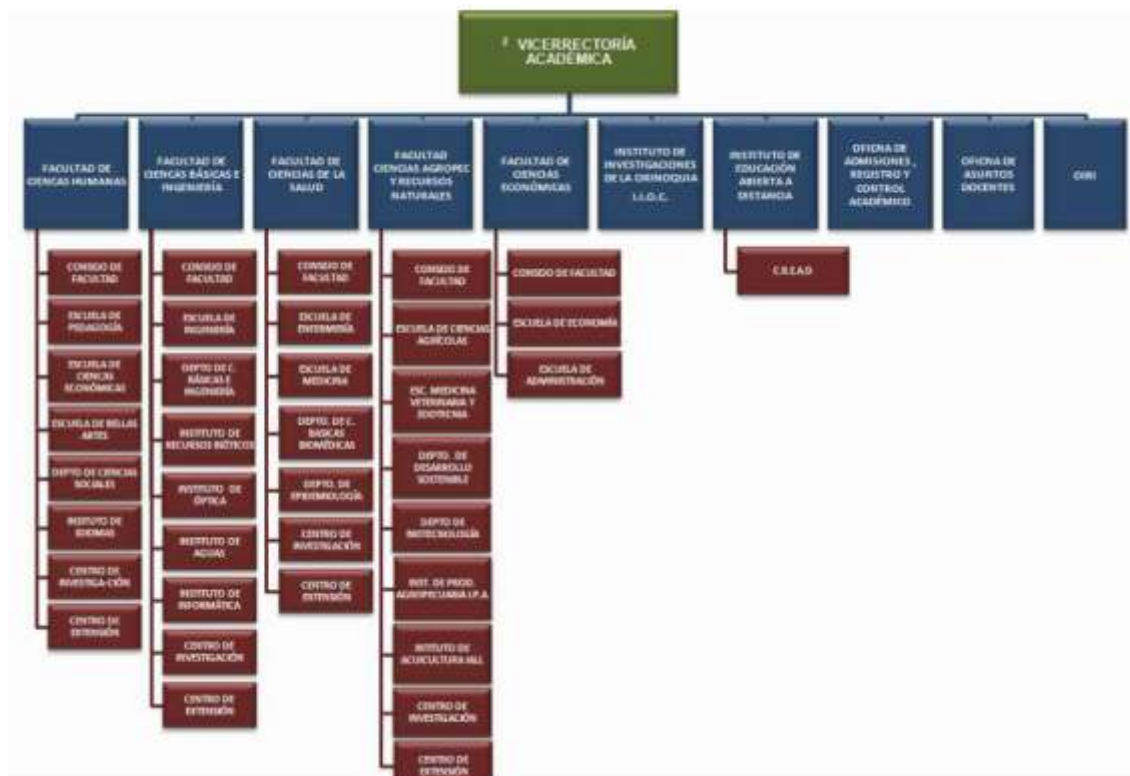 VICERRECTORÍA
ACADÉMICA
FACULTAD DE
CIENCAS HUMANAS
FACULTAD DE
CIENCAS BÁSICAS E
INGENIERÍA
FACULTAD DE
CIENCIAS DE LA
SALUD
FACULTAD
CIENCIAS AGROPEC
Y RECURSOS
NATURALES
FACULTAD DE
CIENCIAS
ECONÓMICAS
INSTITUTO DE
INVESTIGACIONES
DE LA ORINOQUIA
I.I.O.C.
INSTITUTO DE
EDUCACIÓN
ABIERTA A
DISTANCIA
OFICINA DE
ADMISIONES ,
REGISTRO Y
CONTROL
ACADÉMICO
OFICINA DE
ASUNTOS
DOCENTES
OIRI
CONSEJO DE
FACULTAD
ESCUELA DE
PEDAGOGÍA
ESCUELA DE
CIENCAS
ECONÓMICAS
ESCUELA DE BELLAS
ARTES
DEPTO DE CIENCIAS
SOCIALES
INSTITUTO DE
IDIOMAS
CENTRO DE
INVESTIGA-CIÓN
CENTRO DE
EXTENSIÓN
CONSEJO DE
FACULTAD
ESCUELA DE
INGENIERÍA
DEPTO DE C.
BÁSICAS E
INGENIERÍA
INSTITUTO DE
RECURSOS BIÓTICOS
INSTITUTO DE
ÓPTICA
INSTITUTO DE
AGUAS
INSTITUTO DE
INFORMÁTICA
CENTRO DE
INVESTIGACIÓN
CENTRO DE
EXTENSIÓN
CONSEJO DE
FACULTAD
ESCUELA DE
ENFERMERÍA
ESCUELA DE
MEDICINA
DEPTO. DE C.
BASICAS
BIOMÉDICAS
DEPTO. DE
EPIDEMIOLOGÍA
CENTRO DE
INVESTIGACIÓN
CENTRO DE
EXTENSIÓN
CONSEJO DE
FACULTAD
ESCUELA DE CIENCIAS
AGRÍCOLAS
ESC. MEDICINA
VETERINARIA Y
ZOOTECNIA
DEPTO. DE
DESARROLLO
SOSTENIBLE
DEPTO DE
BIOTECNOLOGÍA
INST. DE PROD.
AGROPECUARIA I.P.A
INTITUTO DE
ACUICULTURA IALL
CENTRO DE
INVESTIGACIÓN
CENTRO DE
EXTENSIÓN
CONSEJO DE FACULTAD
ESCUELA DE ECONOMÍA
ESCUELA DE
ADMINISTRACIÓN
C.R.E.A.D